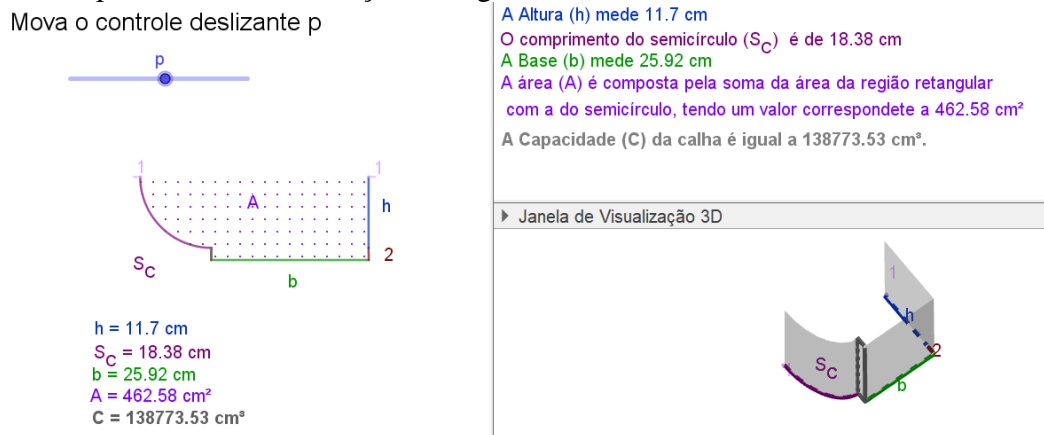 Mova o controle deslizante p
p
1
1
A
h
2
S_C
b
h = 11.7 cm
S_C = 18.38 cm
b = 25.92 cm
A = 462.58 cm²
C = 138773.53 cm³
A Altura (h) mede 11.7 cm
O comprimento do semicírculo (S_C) é de 18.38 cm
A Base (b) mede 25.92 cm
A área (A) é composta pela soma da área da região retangular
com a do semicírculo, tendo um valor correspondete a 462.58 cm²
A Capacidade (C) da calha é igual a 138773.53 cm³.
Janela de Visualização 3D
1
h
2
S_C
b